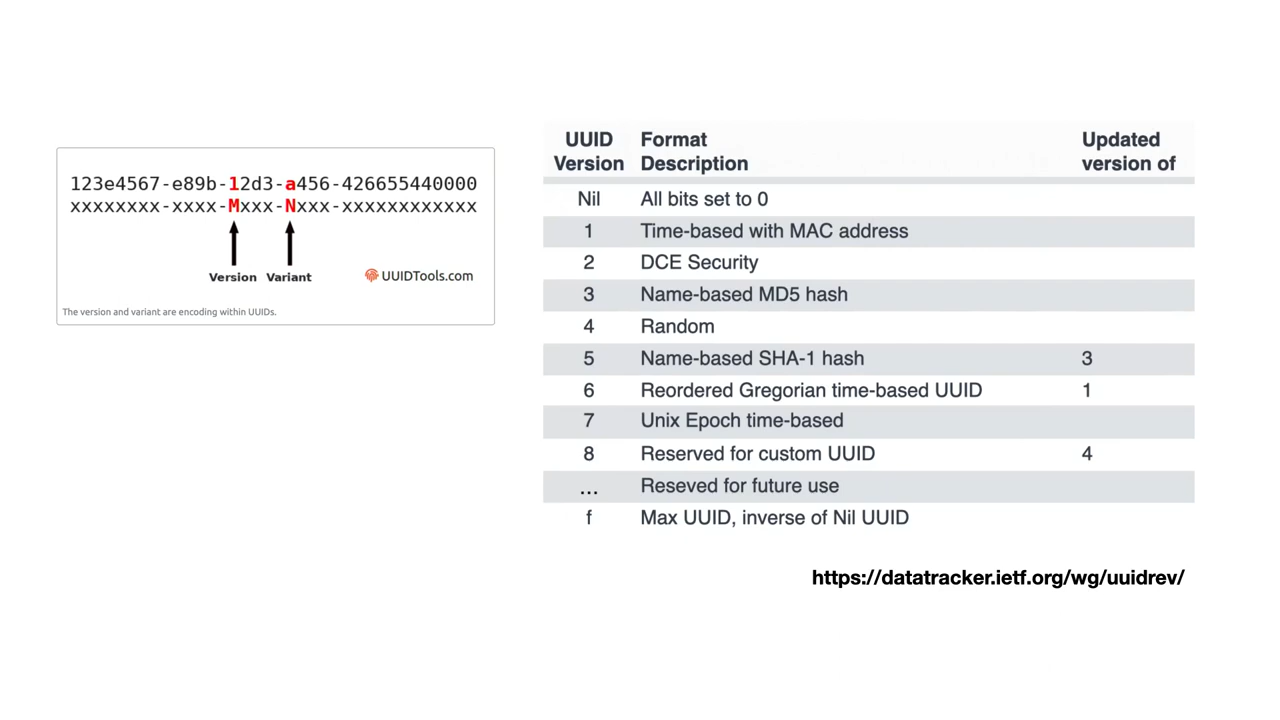 123e4567-e89b-12d3-a456-426655440000
xxxxxxxx-xxxx-Mxxx-Nxxx-xxxxxxxxxxxx
Version Variant
UUIDTools.com
The version and variant are encoding within UUIDs.
UUID Version Format Description Updated version of
Nil All bits set to 0
1 Time-based with MAC address
2 DCE Security
3 Name-based MD5 hash
4 Random
5 Name-based SHA-1 hash 3
6 Reordered Gregorian time-based UUID 1
7 Unix Epoch time-based
8 Reserved for custom UUID 4
... Reseved for future use
f Max UUID, inverse of Nil UUID
https://datatracker.ietf.org/wg/uuidrev/